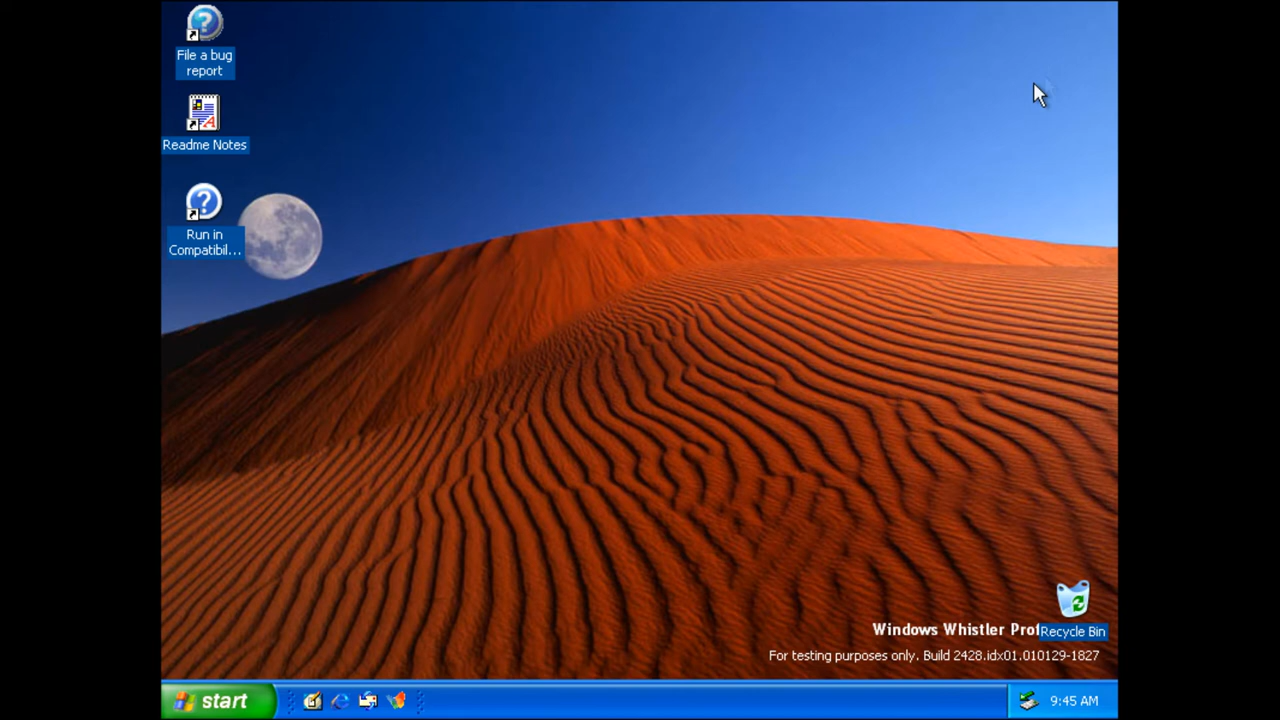 File a bug
report
Readme Notes
Run in
Compatibil...
Windows Whistler Prof
Recycle Bin
For testing purposes only. Build 2428.idx01.010129-1827
start
9:45 AM